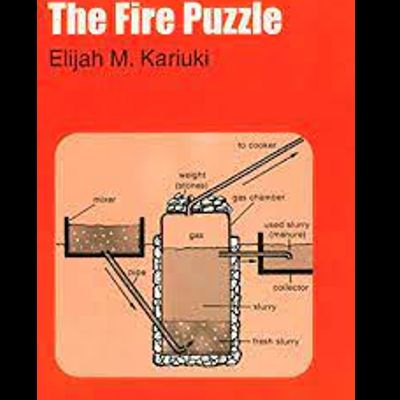 The Fire Puzzle
Elijah M. Kariuki
to cooker
weight
(stones)
gas chamber
mixer
used slurry
(manure)
gas
pipe
collector
slurry
fresh slurry